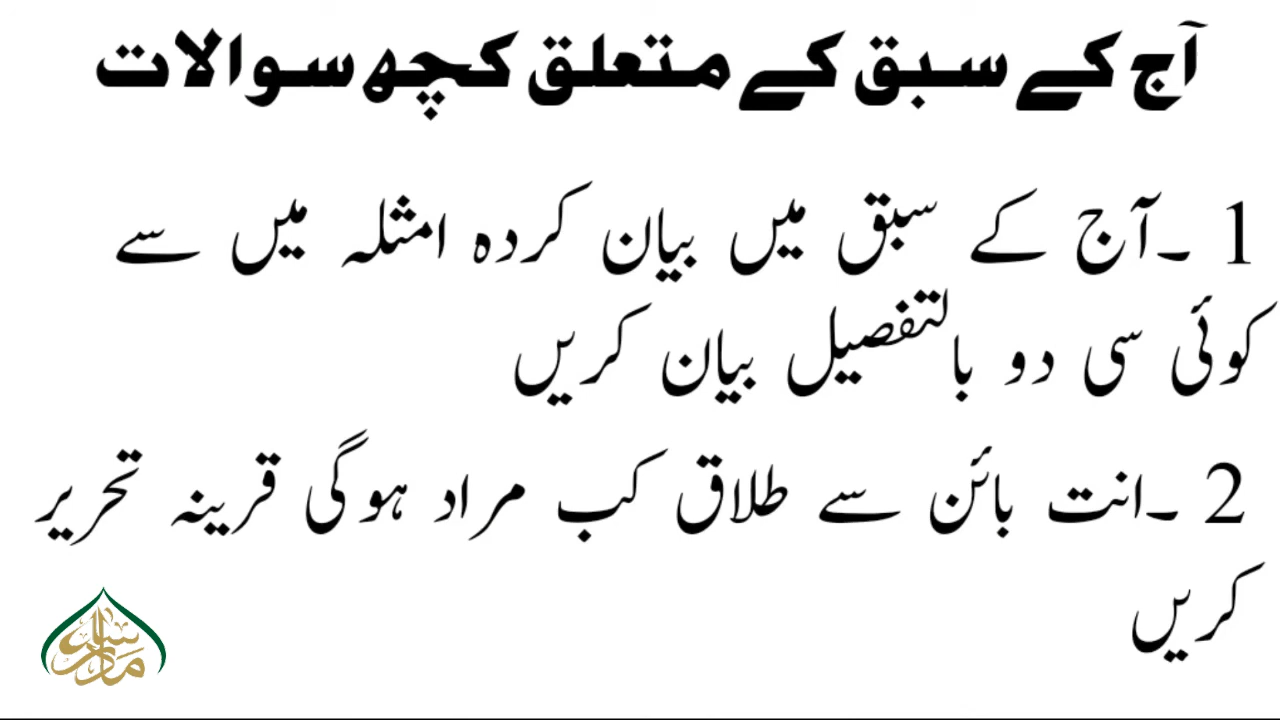 آج کے سبق کے متعلق کچھ سوالات
1 ۔آج کے سبق میں بیان کردہ امثلہ میں سے
کوئی سی دو بالتفصیل بیان کریں
2 ۔انت بائن سے طلاق کب مراد ہوگی قرینہ تحریر
کریں